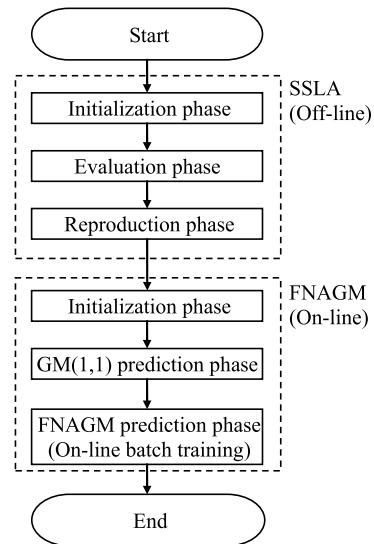 Start
SSLA
(Off-line)
Initialization phase
Evaluation phase
Reproduction phase
FNAGM
(On-line)
Initialization phase
GM(1,1) prediction phase
FNAGM prediction phase
(On-line batch training)
End